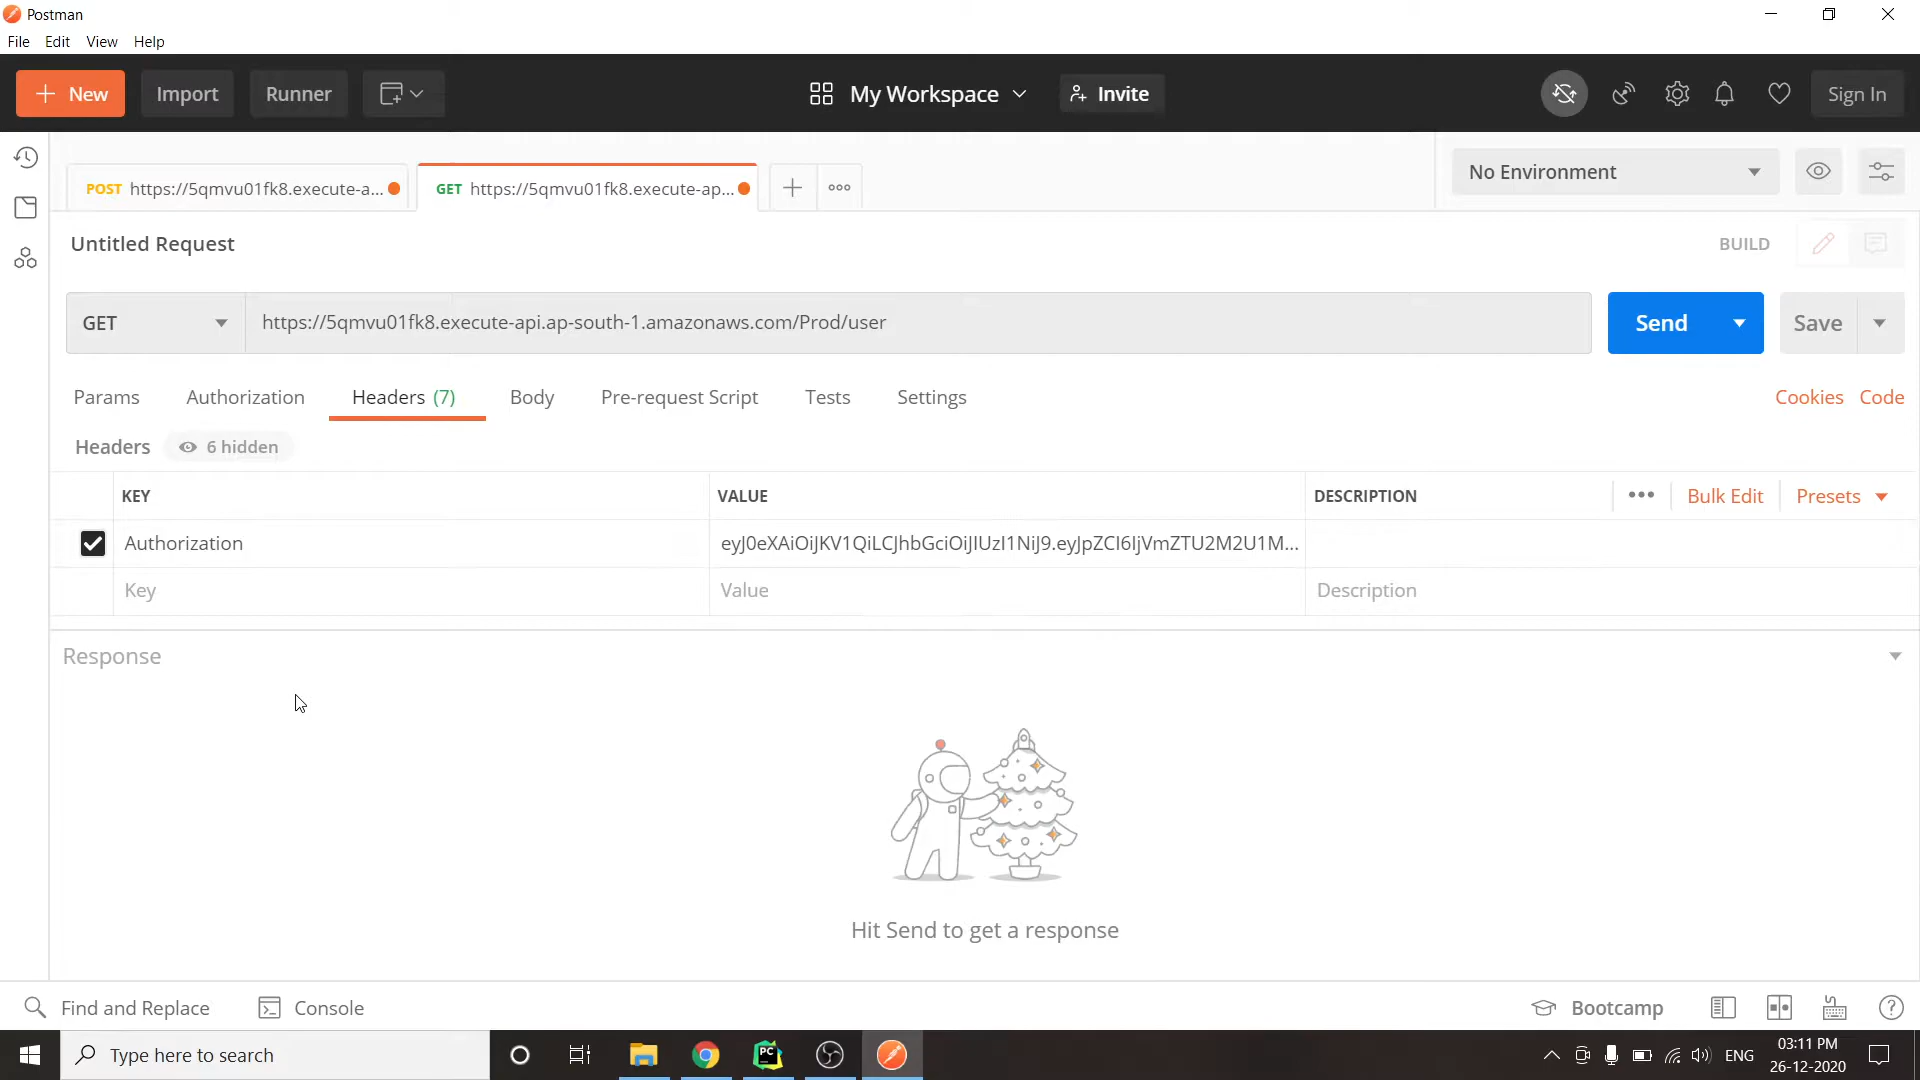 Postman
File Edit View Help
New Import Runner My Workspace Invite Sign In
POST https://5qmvu01fk8.execute-a... GET https://5qmvu01fk8.execute-ap... No Environment
Untitled Request BUILD
GET https://5qmvu01fk8.execute-api.ap-south-1.amazonaws.com/Prod/user Send Save
Params Authorization Headers (7) Body Pre-request Script Tests Settings Cookies Code
Headers 6 hidden
KEY VALUE DESCRIPTION Bulk Edit Presets
Authorization eyJ0eXAiOiJKV1QiLCJhbGciOiJIUzI1NiJ9.eyJpZCI6IjVmZTU2M2U1M...
Key Value Description
Response
Hit Send to get a response
Find and Replace Console Bootcamp
Type here to search PC ENG 03:11 PM
26-12-2020